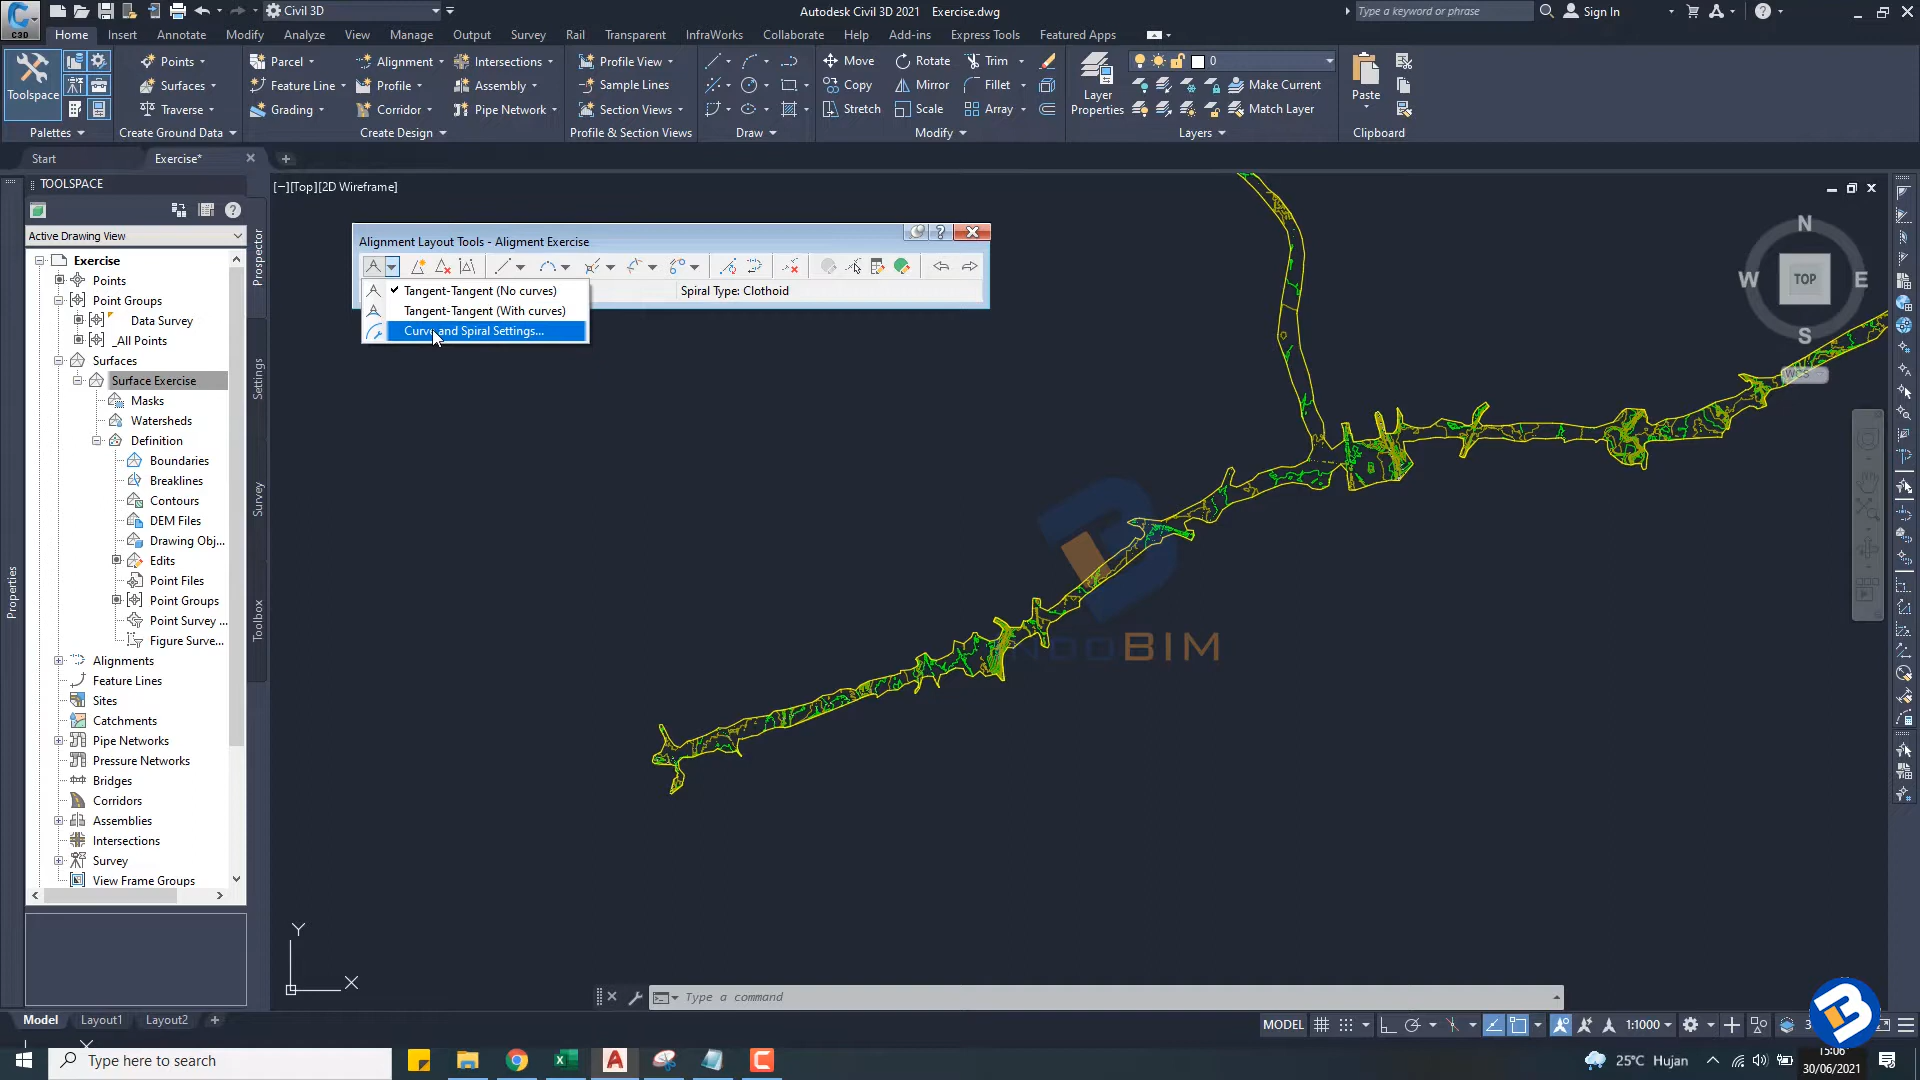 Civil 3D
Autodesk Civil 3D 2021 Exercise.dwg
Type a keyword or phrase
Sign In
C3D
Home Insert Annotate Modify Analyze View Manage Output Survey Rail Transparent InfraWorks Collaborate Help Add-ins Express Tools Featured Apps
Points Parcel Alignment Intersections Profile View Move Rotate Trim 0
Surfaces Feature Line Profile Assembly Sample Lines Copy Mirror Fillet Make Current
Toolspace Traverse Grading Corridor Pipe Network Section Views Stretch Scale Array Layer Properties Match Layer Paste
Palettes Create Ground Data Create Design Profile & Section Views Draw Modify Layers Clipboard
Start Exercise*
TOOLSPACE
[−][Top][2D Wireframe]
Active Drawing View
Exercise
Points
Point Groups
Data Survey
_All Points
Surfaces
Surface Exercise
Masks
Watersheds
Definition
Boundaries
Breaklines
Contours
DEM Files
Drawing Obj...
Edits
Point Files
Point Groups
Point Survey ...
Figure Surve...
Alignments
Feature Lines
Sites
Catchments
Pipe Networks
Pressure Networks
Bridges
Corridors
Assemblies
Intersections
Survey
View Frame Groups
Prospector
Settings
Survey
Toolbox
Properties
Alignment Layout Tools - Aligment Exercise
Tangent-Tangent (No curves)
Tangent-Tangent (With curves)
Curve and Spiral Settings...
Spiral Type: Clothoid
N
W TOP E
S
WCS
BIM
Y
X
Type a command
Model Layout1 Layout2
MODEL 1:1000
Type here to search
25°C Hujan
15:06
30/06/2021